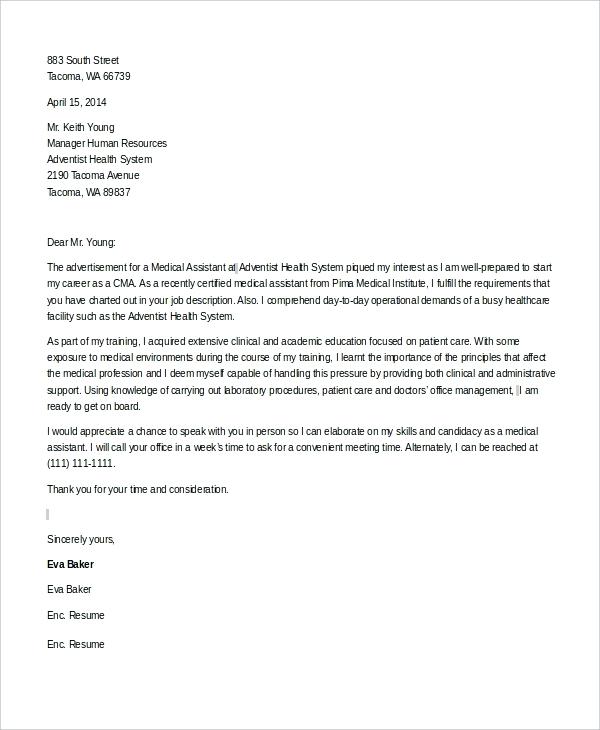 883 South Street
Tacoma, WA 66739
April 15, 2014
Mr. Keith Young
Manager Human Resources
Adventist Health System
2190 Tacoma Avenue
Tacoma, WA 89837
Dear Mr. Young:
The advertisement for a Medical Assistant at Adventist Health System piqued my interest as I am well-prepared to start
my career as a CMA. As a recently certified medical assistant from Pima Medical Institute, I fulfill the requirements that
you have charted out in your job description. Also. I comprehend day-to-day operational demands of a busy healthcare
facility such as the Adventist Health System.
As part of my training, I acquired extensive clinical and academic education focused on patient care. With some
exposure to medical environments during the course of my training, I learnt the importance of the principles that affect
the medical profession and I deem myself capable of handling this pressure by providing both clinical and administrative
support. Using knowledge of carrying out laboratory procedures, patient care and doctors' office management, I am
ready to get on board.
I would appreciate a chance to speak with you in person so I can elaborate on my skills and candidacy as a medical
assistant. I will call your office in a week's time to ask for a convenient meeting time. Alternately, I can be reached at
(111) 111-1111.
Thank you for your time and consideration.
Sincerely yours,
Eva Baker
Eva Baker
Enc. Resume
Enc. Resume